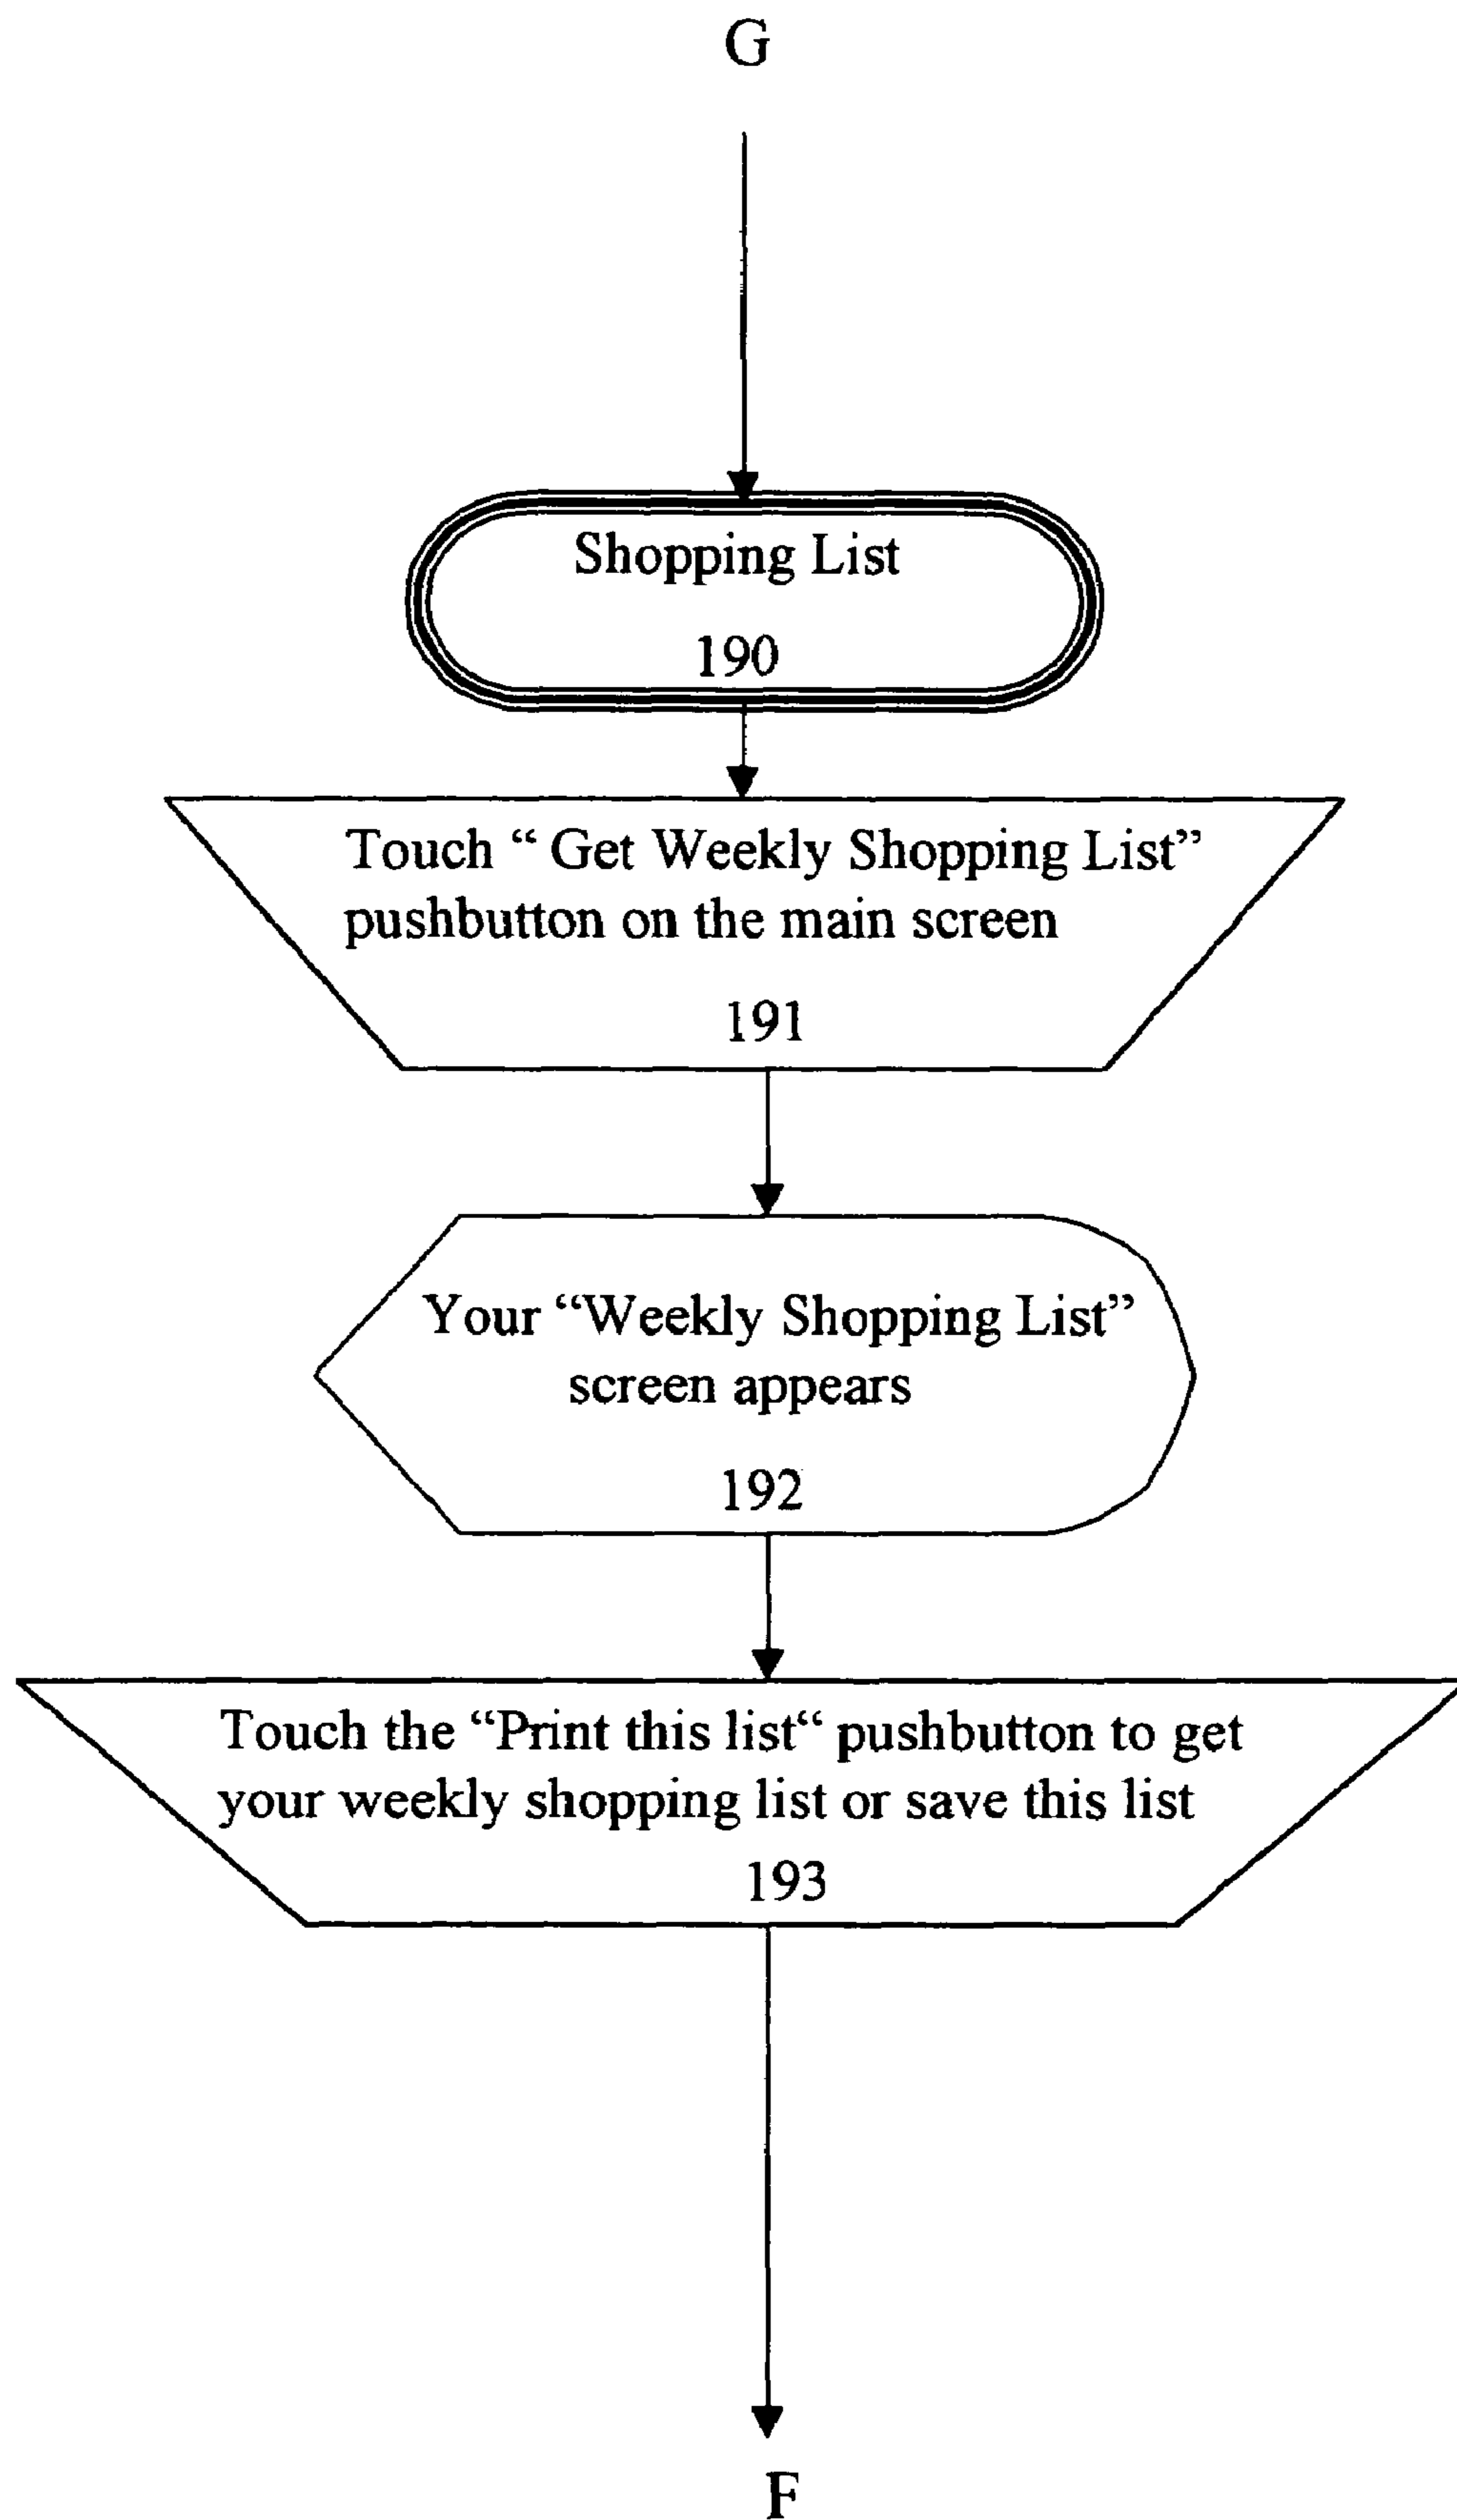 G
Shopping List
190
Touch “ Get Weekly Shopping List”
pushbutton on the main screen
191
Your “Weekly Shopping List”
screen appears
192
Touch the “Print this list“ pushbutton to get
your weekly shopping list or save this list
193
F